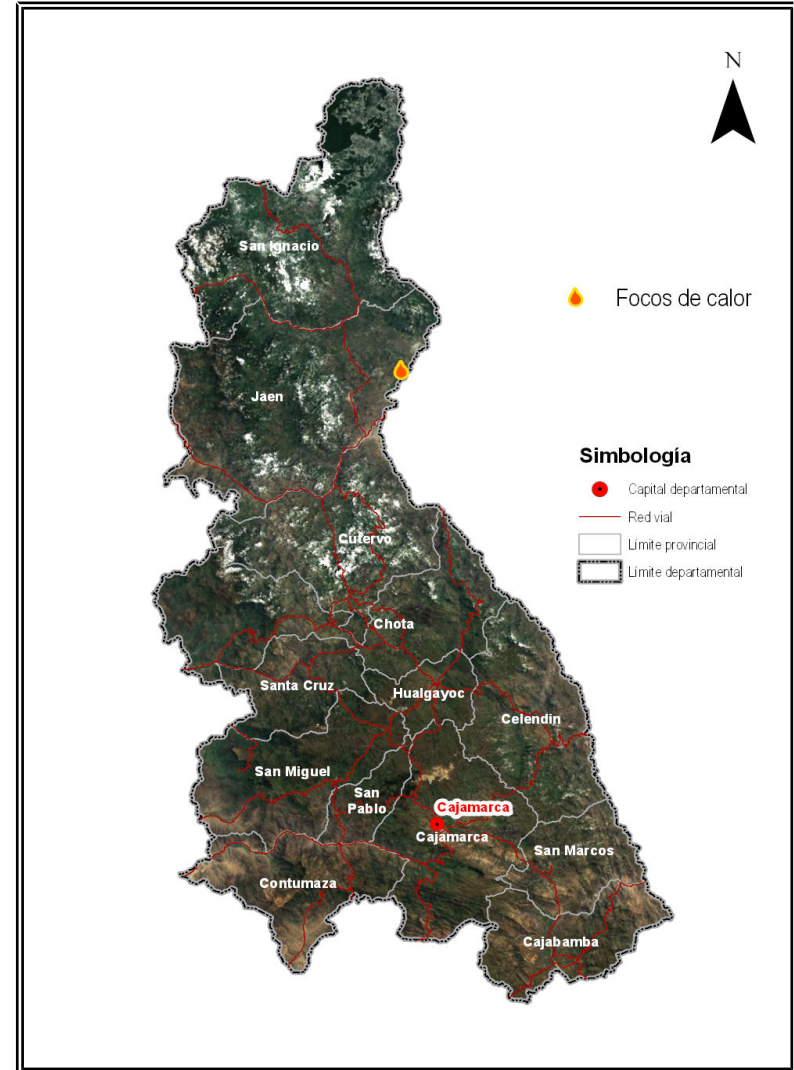 N
San Ignacio
Focos de calor
Jaen
Simbología
Capital departamental
Red vial
Límite provincial
Límite departamental
Cutervo
Chota
Santa Cruz
Hualgayoc
Celendin
San Miguel
San
Pablo
Cajamarca
Cajamarca
San Marcos
Contumaza
Cajabamba